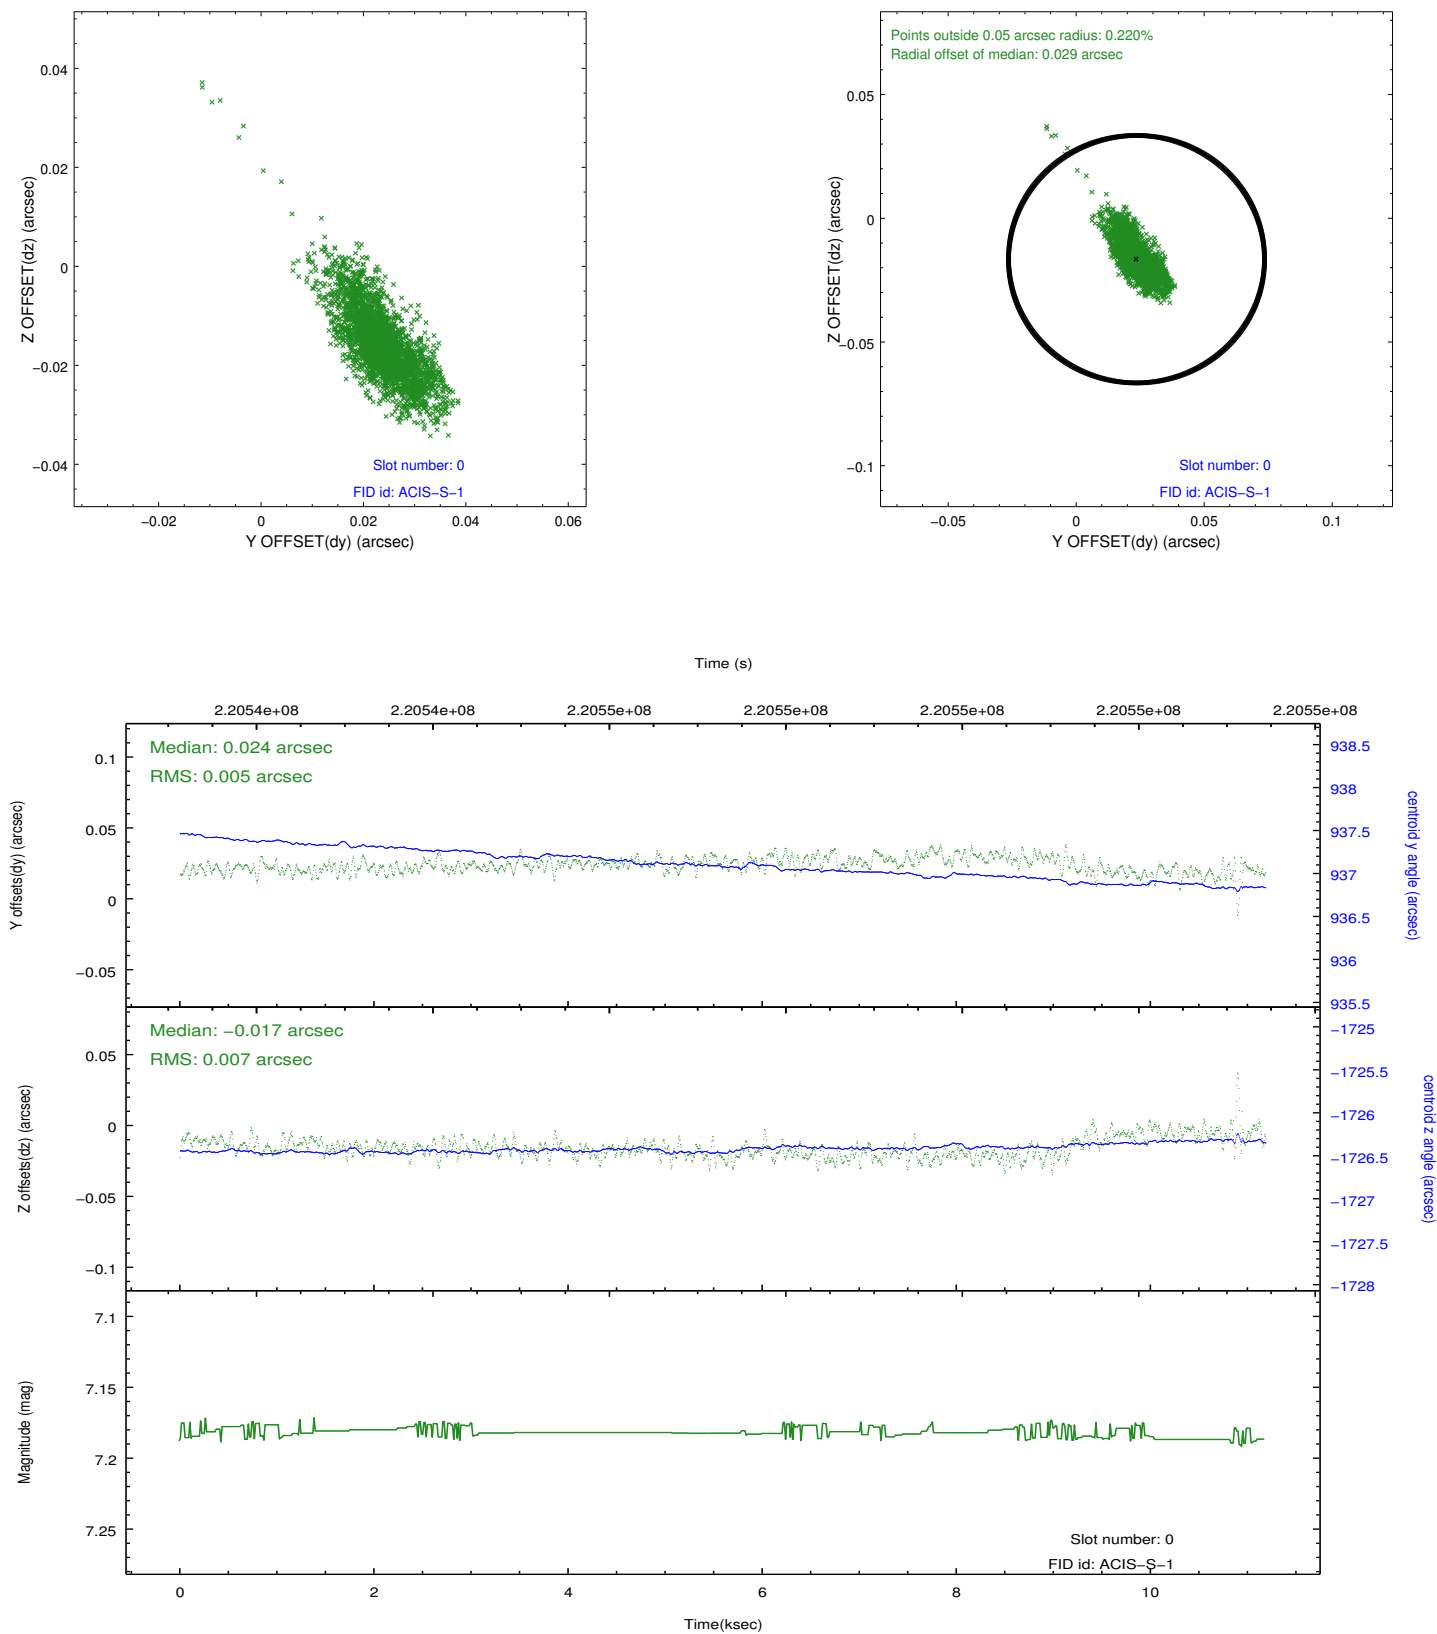 0.04
0.02
0
−0.02
−0.04
Z OFFSET(dz) (arcsec)
Slot number: 0
FID id: ACIS−S−1
−0.02 0 0.02 0.04 0.06
Y OFFSET(dy) (arcsec)
Points outside 0.05 arcsec radius: 0.220%
Radial offset of median: 0.029 arcsec
0.05
0
−0.05
−0.1
Z OFFSET(dz) (arcsec)
Slot number: 0
FID id: ACIS−S−1
−0.05 0 0.05 0.1
Y OFFSET(dy) (arcsec)
Time (s)
2.2054e+08 2.2054e+08 2.2055e+08 2.2055e+08 2.2055e+08 2.2055e+08 2.2055e+08
Median: 0.024 arcsec
RMS: 0.005 arcsec
0.1
0.05
0
−0.05
Y offsets(dy) (arcsec)
938.5
938
937.5
937
936.5
936
935.5
centroid y angle (arcsec)
Median: −0.017 arcsec
RMS: 0.007 arcsec
0.05
0
−0.05
−0.1
Z offsets(dz) (arcsec)
−1725
−1725.5
−1726
−1726.5
−1727
−1727.5
−1728
centroid z angle (arcsec)
7.1
7.15
7.2
7.25
Magnitude (mag)
Slot number: 0
FID id: ACIS−S−1
0 2 4 6 8 10
Time(ksec)